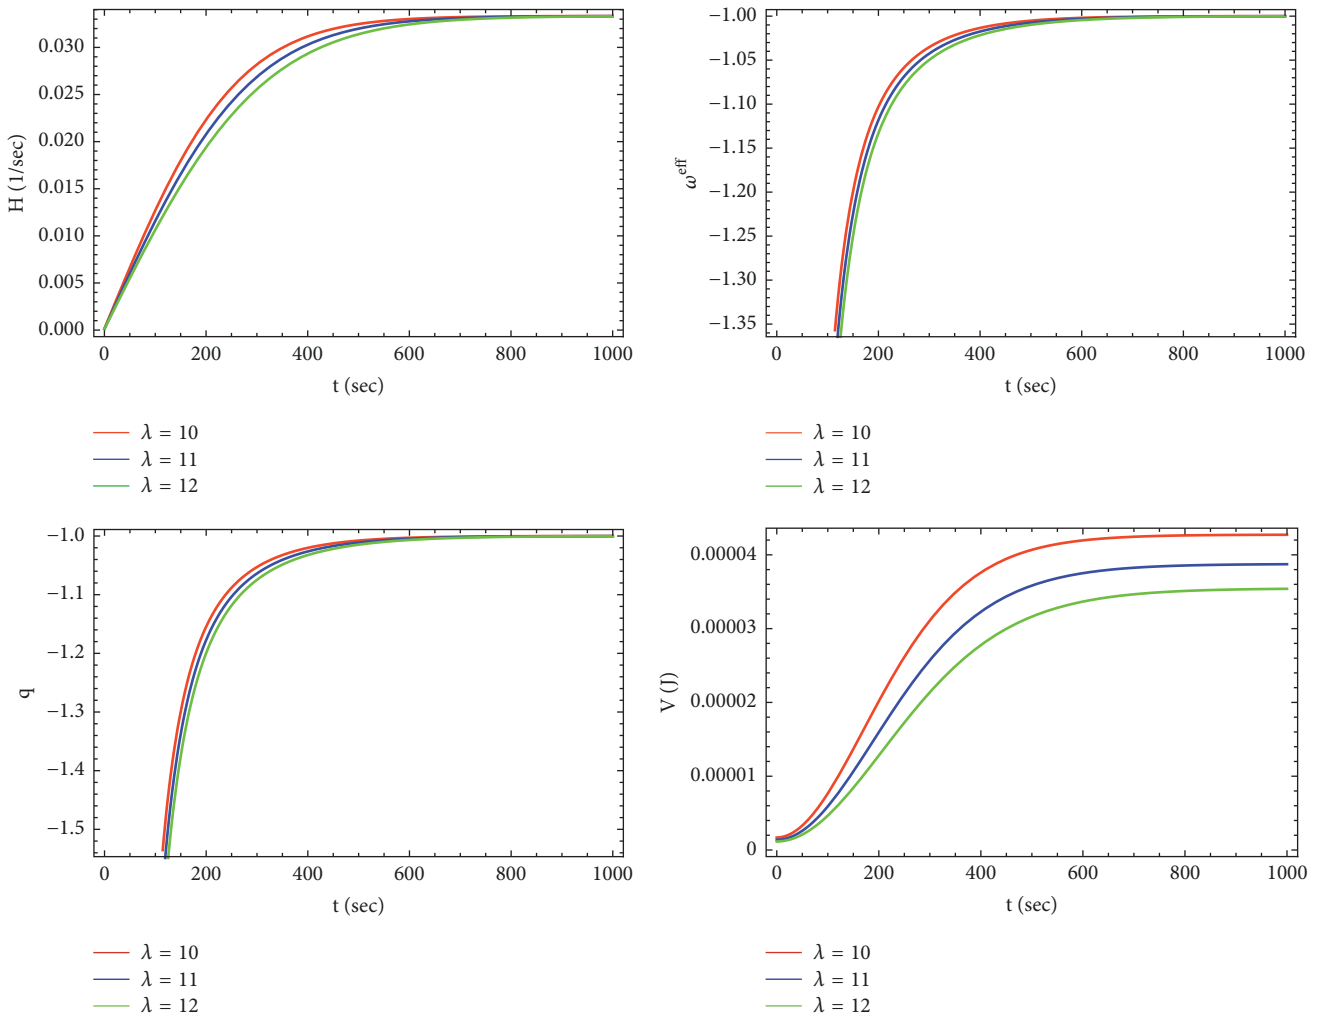 0.030
0.025
0.020
0.015
0.010
0.005
0.000
H (1/sec)
0 200 400 600 800 1000
t (sec)
λ = 10
λ = 11
λ = 12
−1.00
−1.05
−1.10
−1.15
−1.20
−1.25
−1.30
−1.35
ω^eff
0 200 400 600 800 1000
t (sec)
λ = 10
λ = 11
λ = 12
−1.0
−1.1
−1.2
−1.3
−1.4
−1.5
q
0 200 400 600 800 1000
t (sec)
λ = 10
λ = 11
λ = 12
0.00004
0.00003
0.00002
0.00001
0
V (J)
0 200 400 600 800 1000
t (sec)
λ = 10
λ = 11
λ = 12